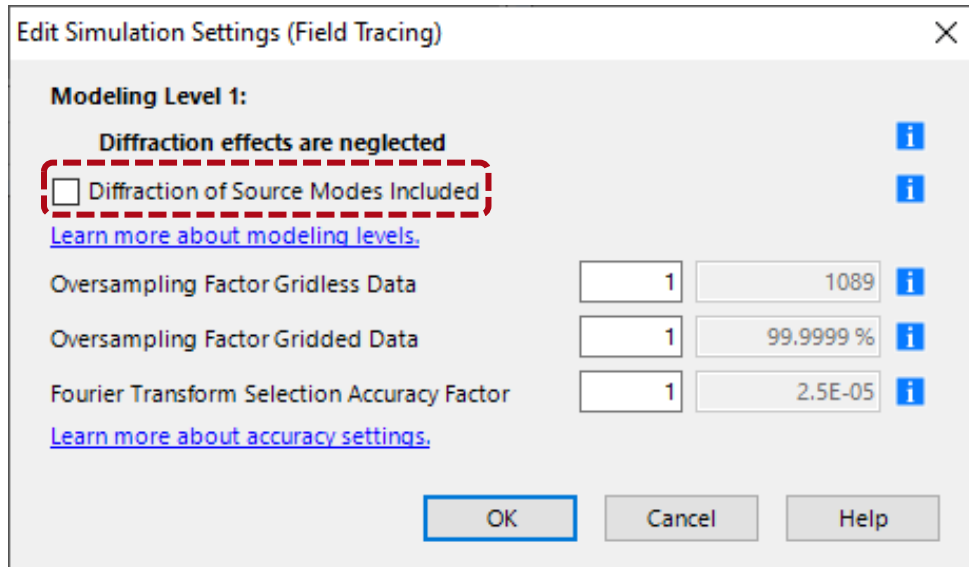 Edit Simulation Settings (Field Tracing)
Modeling Level 1:
Diffraction effects are neglected
Diffraction of Source Modes Included
Learn more about modeling levels.
Oversampling Factor Gridless Data 1 1089
Oversampling Factor Gridded Data 1 99.9999 %
Fourier Transform Selection Accuracy Factor 1 2.5E-05
Learn more about accuracy settings.
OK Cancel Help